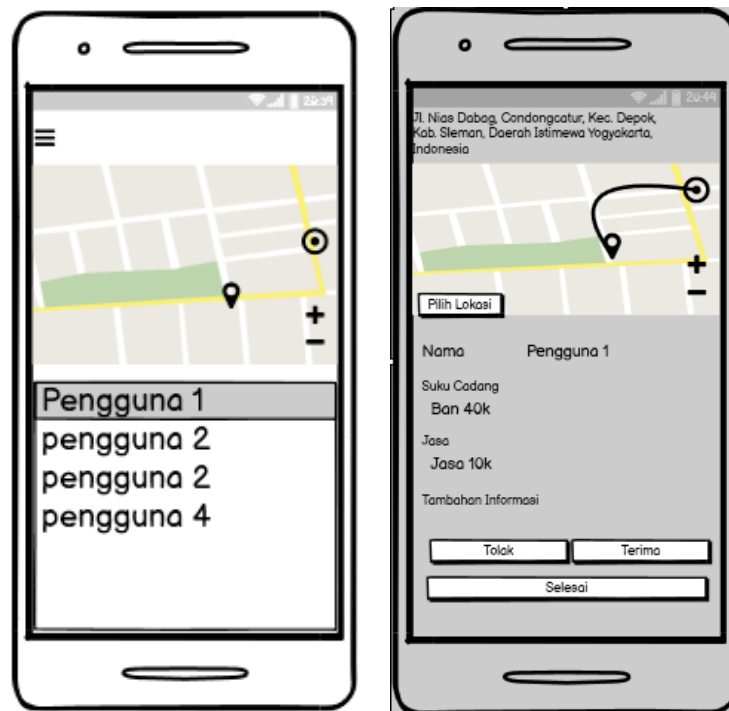 20:39
Pengguna 1
pengguna 2
pengguna 2
pengguna 4
20:49
Jl. Nias Dabag, Condongcatur, Kec. Depok,
Kab. Sleman, Daerah Istimewa Yogyakarta,
Indonesia
Pilih Lokasi
Nama Pengguna 1
Suku Cadang
Ban 40k
Jasa
Jasa 10k
Tambahan Informasi
Tolak Terima
Selesai